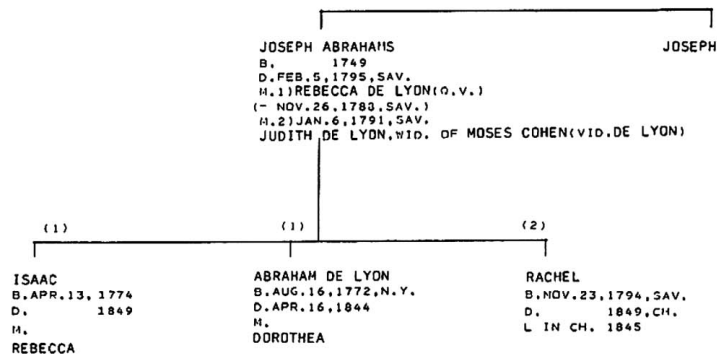 JOSEPH ABRAHAMS
B. 1749
D.FEB.5,1795,SAV.
M.1)REBECCA DE LYON(Q.V.)
(- NOV.26,1783,SAV.)
M.2)JAN.6,1791,SAV.
JUDITH DE LYON,WID. OF MOSES COHEN(VID.DE LYON)
JOSEPH
(1)
(1)
(2)
ISAAC
B.APR.13,1774
D. 1849
M.
REBECCA
ABRAHAM DE LYON
B.AUG.16,1772,N.Y.
D.APR.16,1844
M.
DOROTHEA
RACHEL
B.NOV.23,1794,SAV.
D. 1849,CH.
L IN CH. 1845